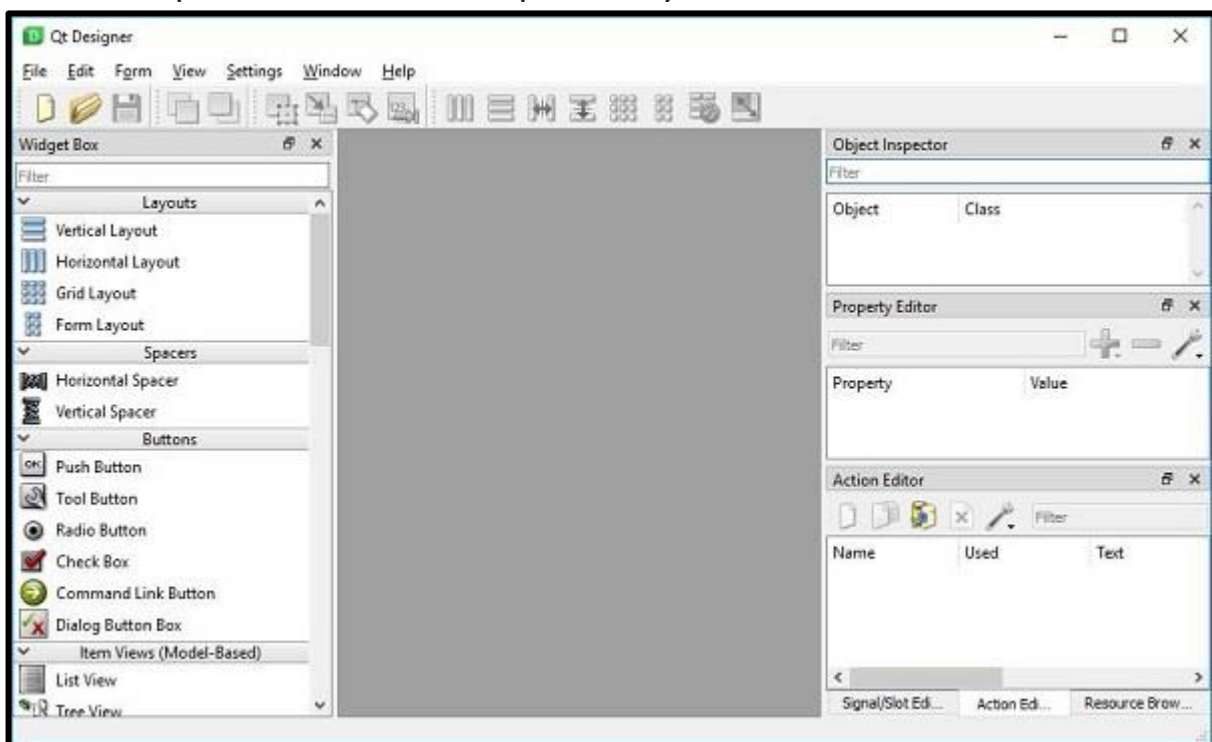 Qt Designer
File Edit Form View Settings Window Help
Widget Box
Filter
Layouts
Vertical Layout
Horizontal Layout
Grid Layout
Form Layout
Spacers
Horizontal Spacer
Vertical Spacer
Buttons
OK Push Button
Tool Button
Radio Button
Check Box
Command Link Button
Dialog Button Box
Item Views (Model-Based)
List View
Tree View
Object Inspector
Filter
Object Class
Property Editor
Filter
Property Value
Action Editor
Filter
Name Used Text
Signal/Slot Edi... Action Edi... Resource Brow...